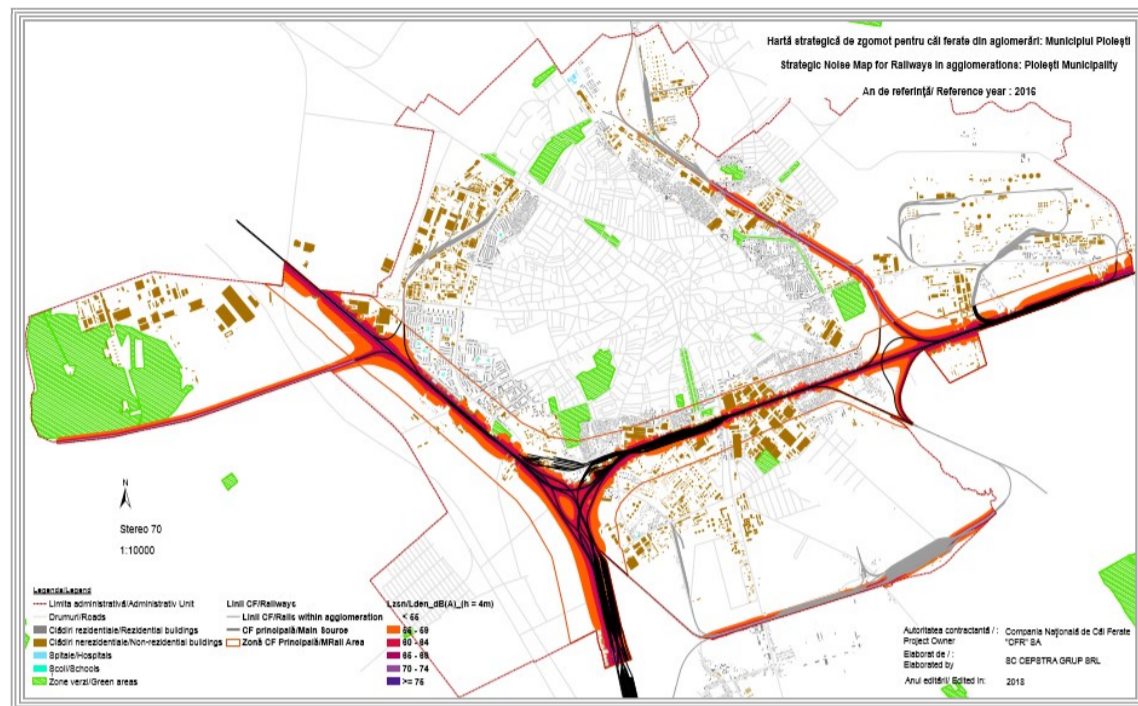 Hartă strategică de zgomot pentru căi ferate din aglomerări: Municipiul Ploiești
Strategic Noise Map for Railways in agglomerations: Ploiești Municipality
An de referință/ Reference year : 2016
N
Stereo 70
1:10000
Legenda/Legend
Limita administrativă/Administrativ Unit
Drumuri/Roads
Clădiri rezidentiale/Rezidential buildings
Clădiri nerezidentiale/Non-rezidential buildings
Spitale/Hospitals
Scoli/Schools
Zone verzi/Green areas
Linii CF/Railways
Linii CF/Rails within agglomeration
CF principală/Main Source
Zonă CF Principală/MRail Area
Lzsn/Lden_dB(A)_(h = 4m)
< 55
55 - 59
60 - 64
65 - 69
70 - 74
>= 75
Autoritatea contractantă / : Compania Națională de Căi Ferate
Project Owner "CFR" SA
Elaborat de / :
Elaborated by SC CEPSTRA GRUP SRL
Anul editării/ Edited in: 2018